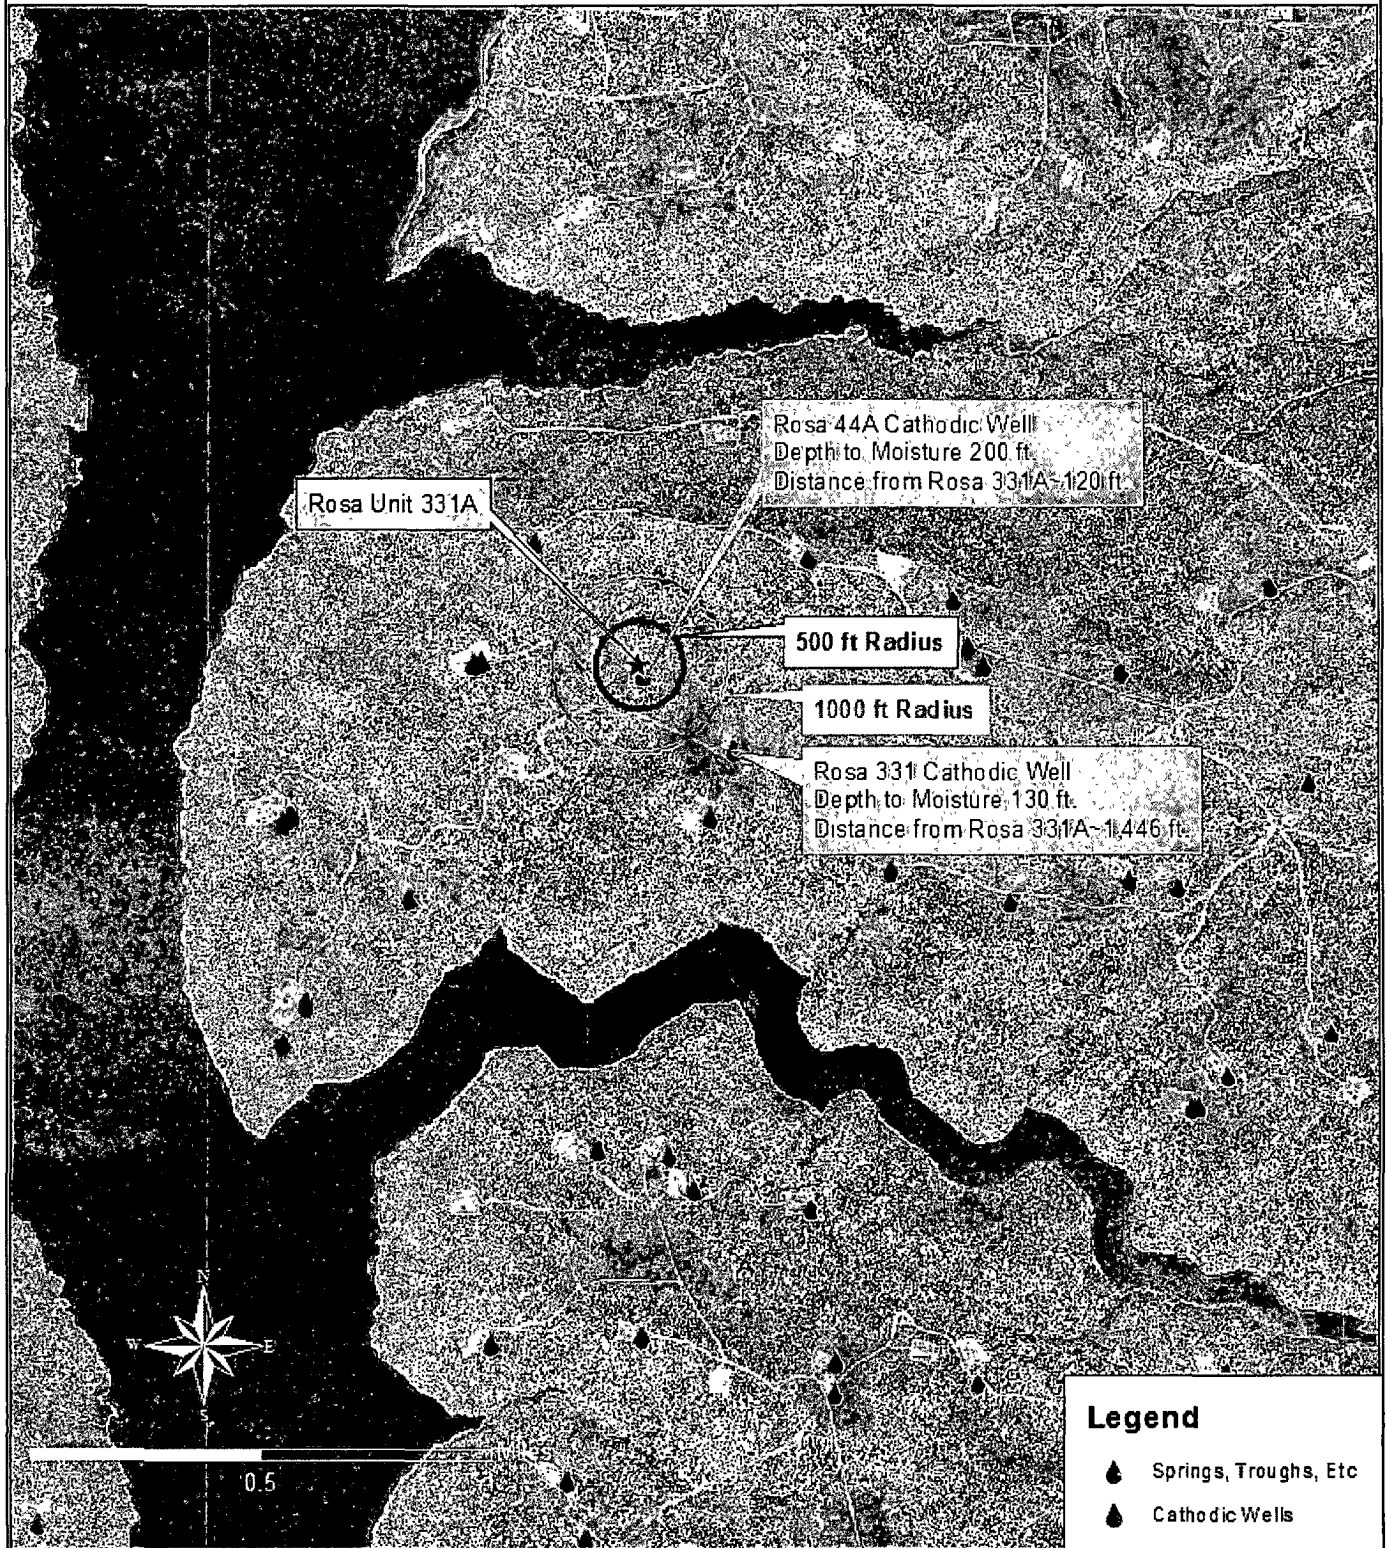 Rosa 44A Cathodic Well
Depth to Moisture 200 ft.
Distance from Rosa 331A~120 ft.
Rosa Unit 331A
500 ft Radius
1000 ft Radius
Rosa 331 Cathodic Well
Depth to Moisture 130 ft.
Distance from Rosa 331A~1,446 ft.
N
W
E
S
0.5
Legend
Springs, Troughs, Etc
Cathodic Wells